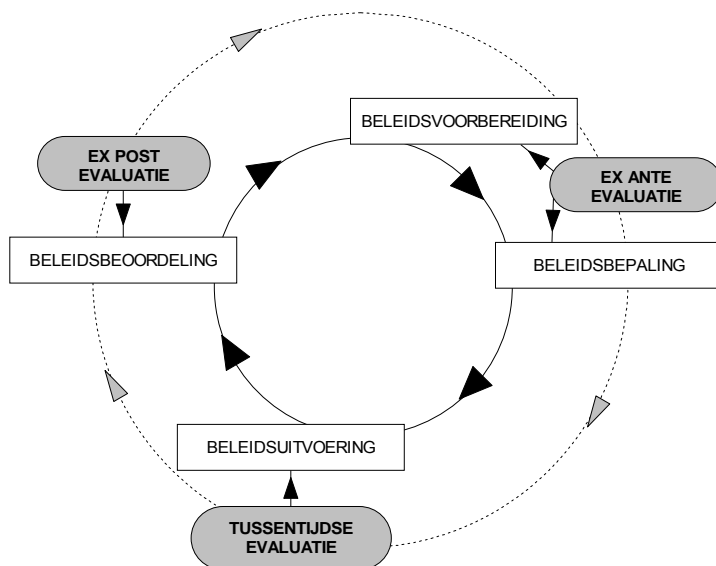 BELEIDSVOORBEREIDING
EX POST
EVALUATIE
EX ANTE
EVALUATIE
BELEIDSBEOORDELING
BELEIDSBEPALING
BELEIDSUITVOERING
TUSSENTIJDSE
EVALUATIE